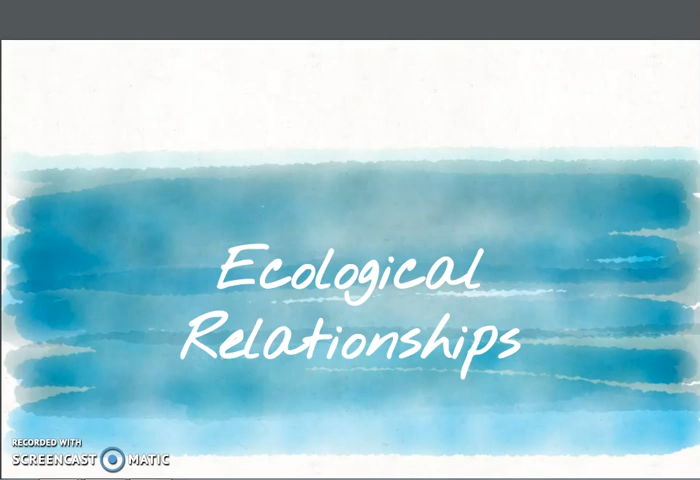 Ecological
Relationships
RECORDED WITH
SCREENCAST MATIC